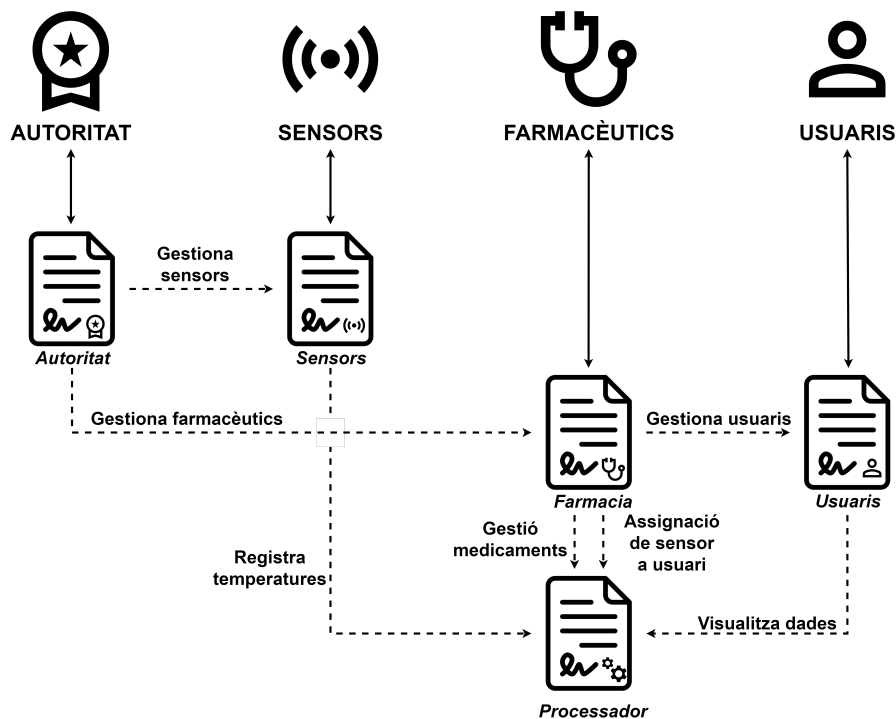 AUTORITAT
SENSORS
FARMACÈUTICS
USUARIS
Gestiona
sensors
Autoritat
Sensors
Gestiona farmacèutics
Gestiona usuaris
Farmacia
Usuaris
Gestió
medicaments
Assignació
de sensor
a usuari
Registra
temperatures
Visualitza dades
Processador